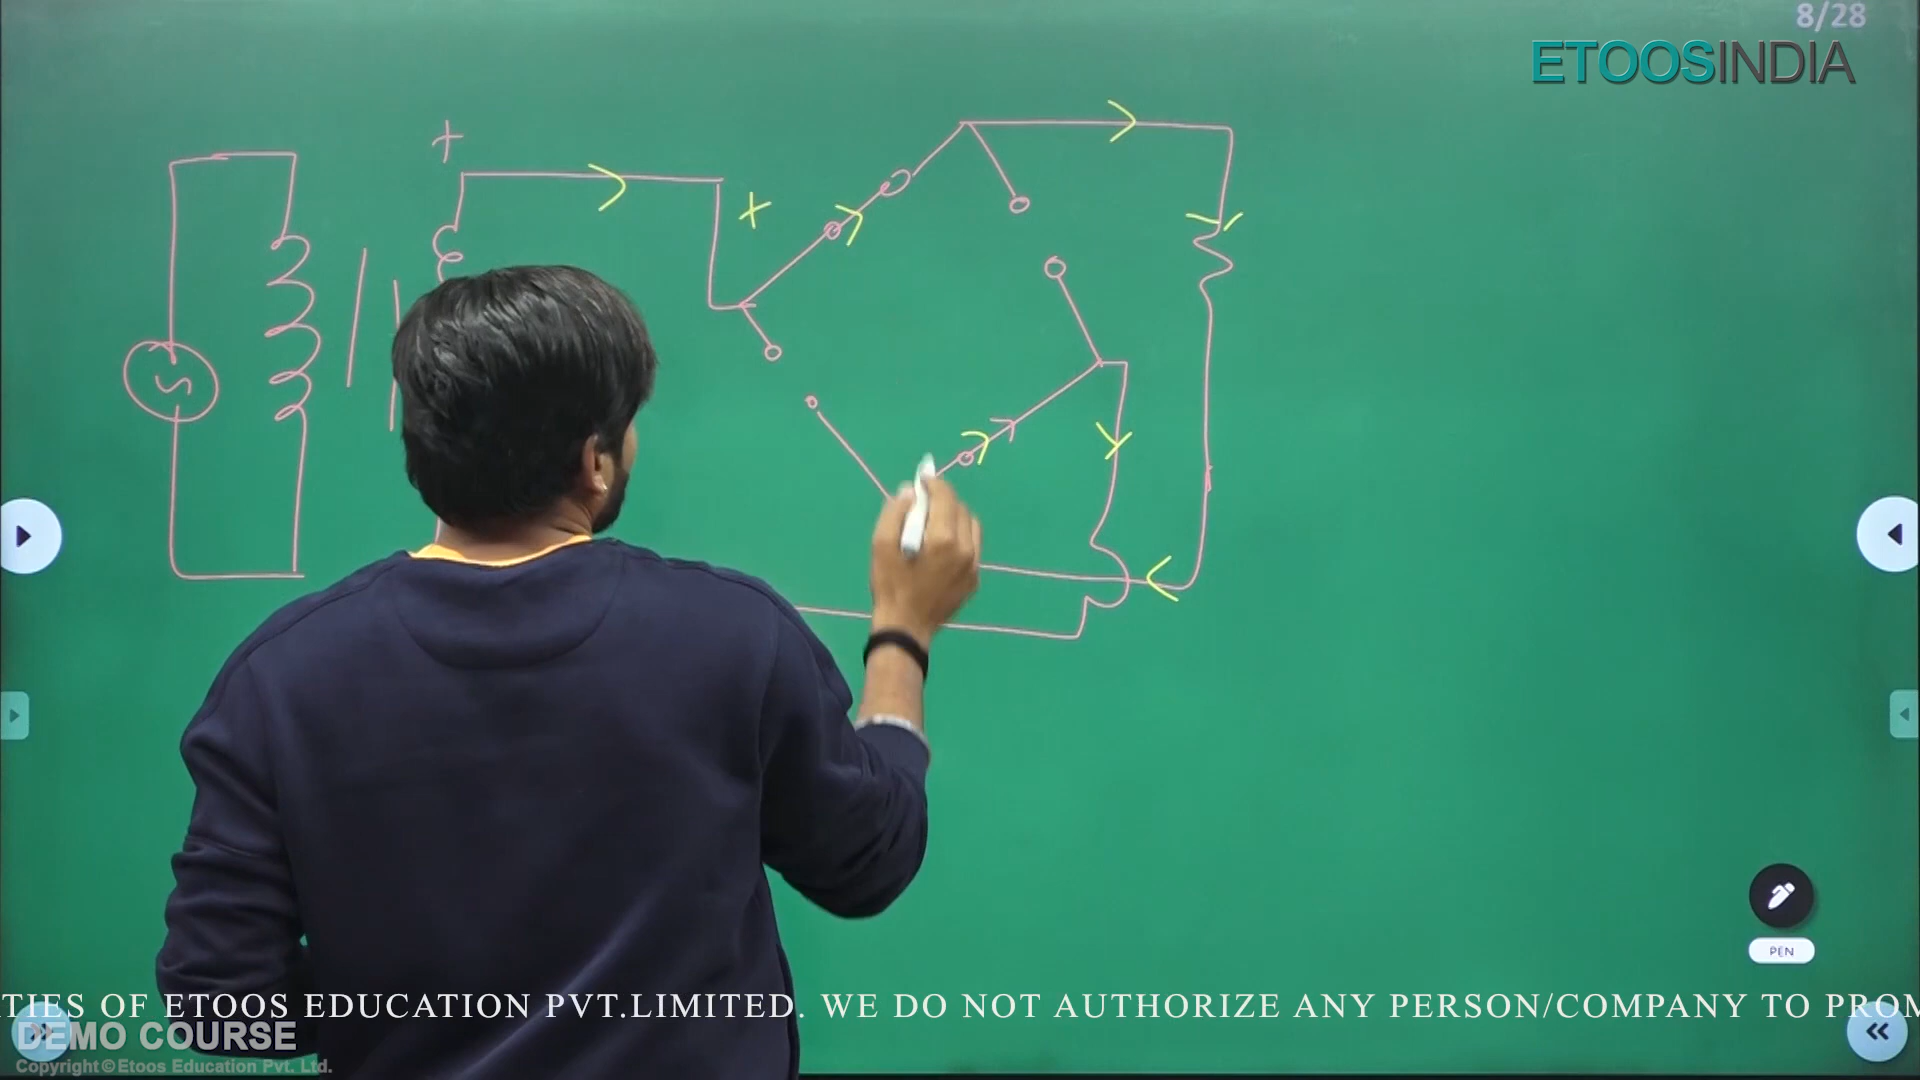 8/28
ETOOSINDIA
+
+
PEN
TIES OF ETOOS EDUCATION PVT.LIMITED. WE DO NOT AUTHORIZE ANY PERSON/COMPANY TO PROM
DEMO COURSE
Copyright©Etoos Education Pvt. Ltd.